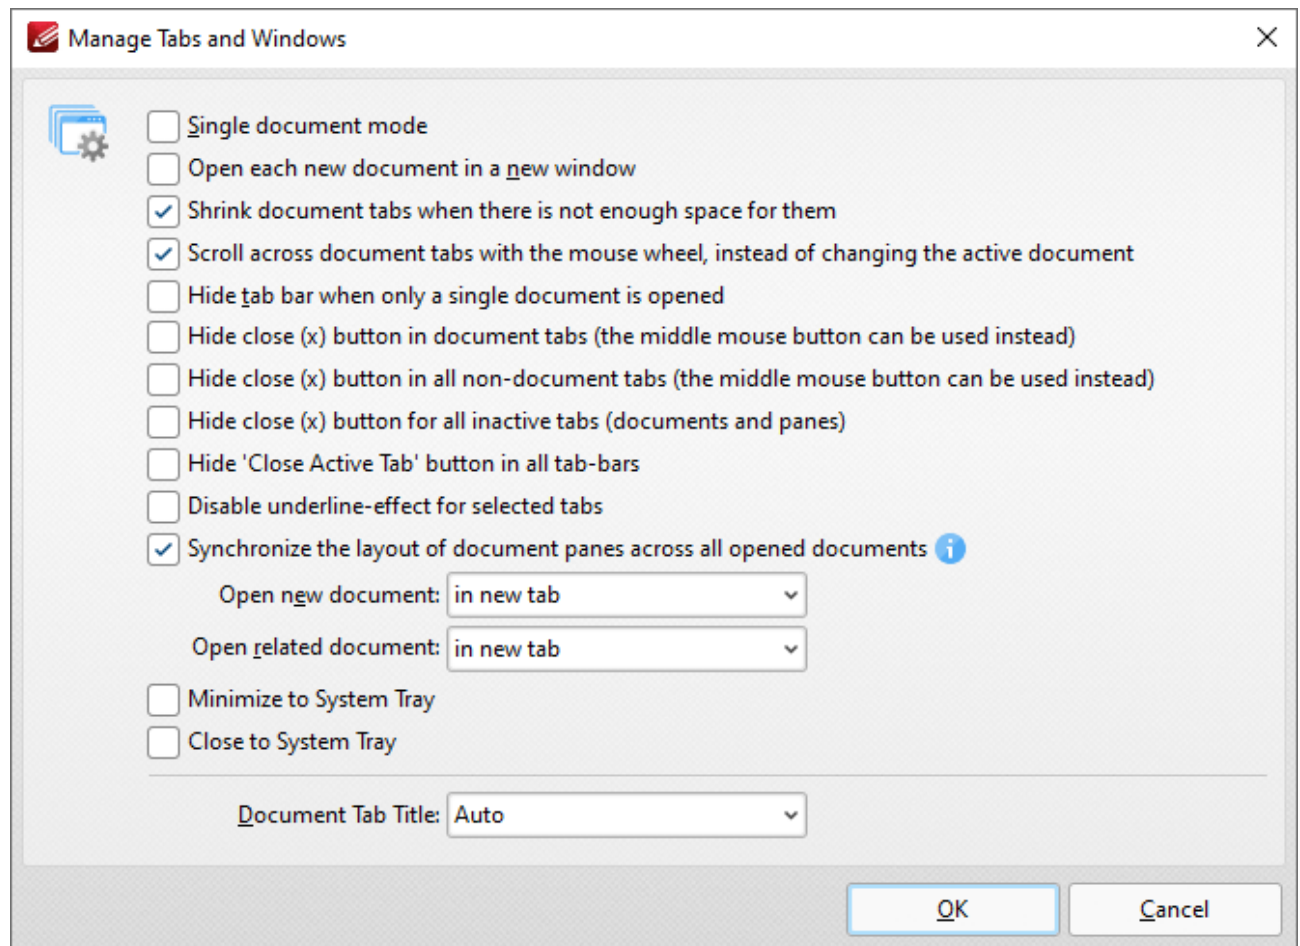 Manage Tabs and Windows
Single document mode
Open each new document in a new window
Shrink document tabs when there is not enough space for them
Scroll across document tabs with the mouse wheel, instead of changing the active document
Hide tab bar when only a single document is opened
Hide close (x) button in document tabs (the middle mouse button can be used instead)
Hide close (x) button in all non-document tabs (the middle mouse button can be used instead)
Hide close (x) button for all inactive tabs (documents and panes)
Hide 'Close Active Tab' button in all tab-bars
Disable underline-effect for selected tabs
Synchronize the layout of document panes across all opened documents i
Open new document: in new tab
Open related document: in new tab
Minimize to System Tray
Close to System Tray
Document Tab Title: Auto
OK Cancel